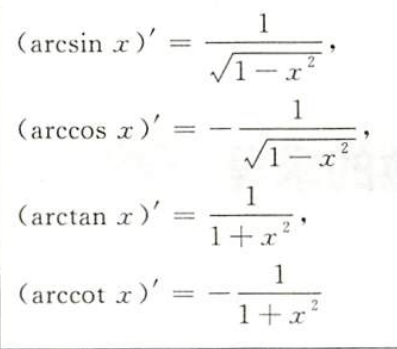 (arcsin x)′ = 1/√(1−x²),
(arccos x)′ = −1/√(1−x²),
(arctan x)′ = 1/(1+x²),
(arccot x)′ = −1/(1+x²)